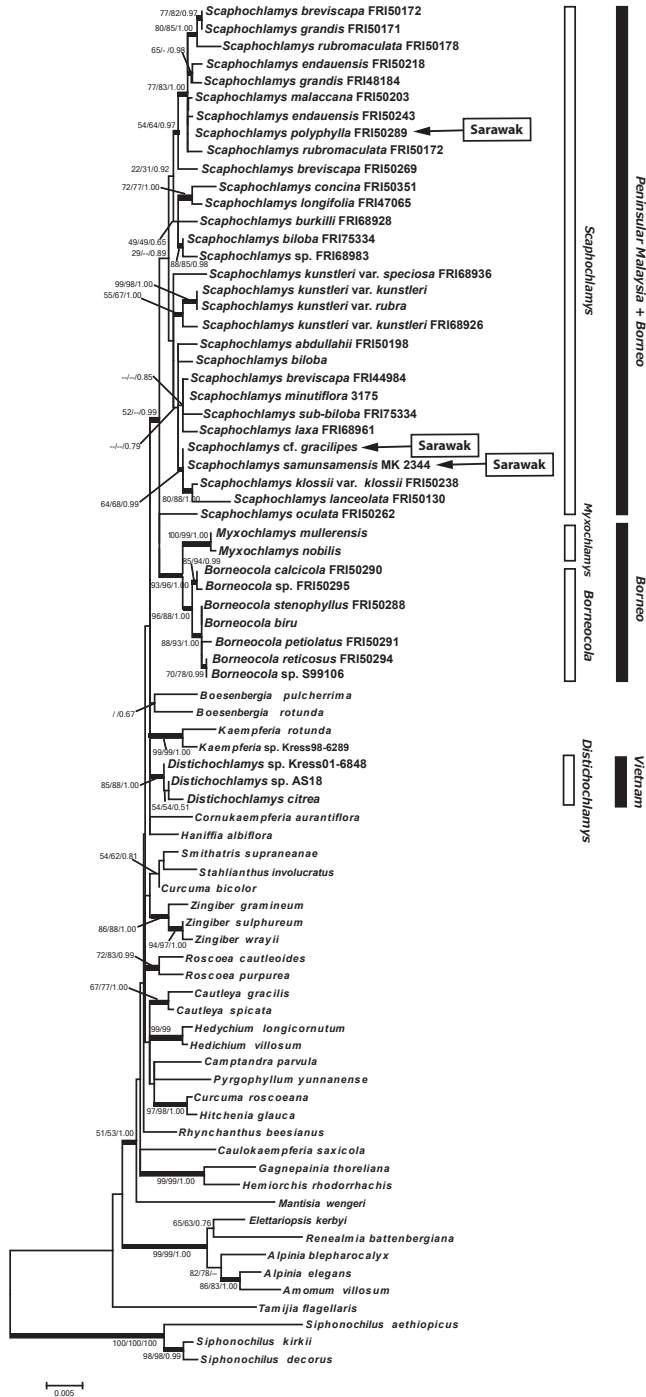 77/82/0.97
Scaphochlamys breviscapa FRI50172
80/85/1.00
Scaphochlamys grandis FRI50171
65/- /0.98
Scaphochlamys rubromaculata FRI50178
Scaphochlamys endauensis FRI50218
Scaphochlamys grandis FRI48184
77/83/1.00
Scaphochlamys malaccana FRI50203
Scaphochlamys endauensis FRI50243
54/64/0.97
Scaphochlamys polyphylla FRI50289
Sarawak
Scaphochlamys rubromaculata FRI50172
22/31/0.92
Scaphochlamys breviscapa FRI50269
72/77/1.00
Scaphochlamys concina FRI50351
Scaphochlamys longifolia FRI47065
Scaphochlamys burkilli FRI68928
49/49/0.65
Scaphochlamys biloba FRI75334
29/--/0.89
Scaphochlamys sp. FRI68983
88/85/0.98
Scaphochlamys kunstleri var. speciosa FRI68936
99/98/1.00
Scaphochlamys kunstleri var. kunstleri
55/67/1.00
Scaphochlamys kunstleri var. rubra
Scaphochlamys kunstleri var. kunstleri FRI68926
Scaphochlamys abdullahii FRI50198
Scaphochlamys biloba
--/--/0.85
Scaphochlamys breviscapa FRI44984
Scaphochlamys minutiflora 3175
52/--/0.99
Scaphochlamys sub-biloba FRI75334
Scaphochlamys laxa FRI68961
--/--/0.79
Scaphochlamys cf. gracilipes
Sarawak
Scaphochlamys samunsamensis MK 2344
Sarawak
Scaphochlamys klossii var. klossii FRI50238
80/88/1.00
Scaphochlamys lanceolata FRI50130
64/68/0.99
Scaphochlamys oculata FRI50262
100/99/1.00
Myxochlamys mullerensis
Myxochlamys nobilis
85/94/0.99
Borneocola calcicola FRI50290
93/96/1.00
Borneocola sp. FRI50295
Borneocola stenophyllus FRI50288
96/88/1.00
Borneocola biru
88/93/1.00
Borneocola petiolatus FRI50291
Borneocola reticosus FRI50294
70/78/0.99
Borneocola sp. S99106
Boesenbergia pulcherrima
/ /0.67
Boesenbergia rotunda
Kaempferia rotunda
99/99/1.00
Kaempferia sp. Kress98-6289
Distichochlamys sp. Kress01-6848
85/88/1.00
Distichochlamys sp. AS18
Distichochlamys citrea
54/54/0.51
Cornukaempferia aurantiflora
Haniffia albiflora
54/62/0.81
Smithatris supraneanae
Stahlianthus involucratus
Curcuma bicolor
Zingiber gramineum
86/88/1.00
Zingiber sulphureum
94/97/1.00
Zingiber wrayii
72/83/0.99
Roscoea cautleoides
Roscoea purpurea
67/77/1.00
Cautleya gracilis
Cautleya spicata
99/99
Hedychium longicornutum
Hedichium villosum
Camptandra parvula
Pyrgophyllum yunnanense
Curcuma roscoeana
97/98/1.00
Hitchenia glauca
51/53/1.00
Rhynchanthus beesianus
Caulokaempferia saxicola
Gagnepainia thoreliana
99/99/1.00
Hemiorchis rhodorrhachis
Mantisia wengeri
65/63/0.76
Elettariopsis kerbyi
Renealmia battenbergiana
99/99/1.00
Alpinia blepharocalyx
82/78/--
Alpinia elegans
86/83/1.00
Amomum villosum
Tamijia flagellaris
Siphonochilus aethiopicus
100/100/100
Siphonochilus kirkii
98/98/0.99
Siphonochilus decorus
0.005
Scaphochlamys
Myxochlamys
Borneocola
Distichochlamys
Peninsular Malaysia + Borneo
Borneo
Vietnam